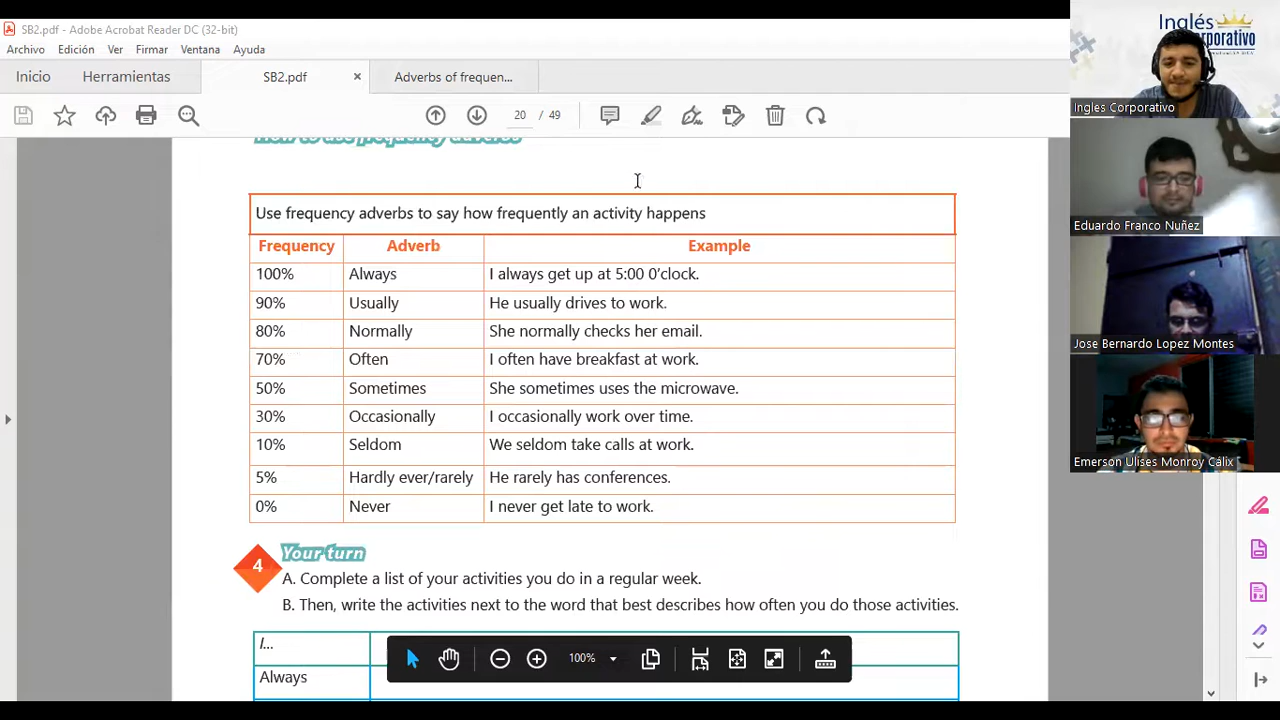 SB2.pdf - Adobe Acrobat Reader DC (32-bit)
Archivo Edición Ver Firmar Ventana Ayuda
Inicio Herramientas SB2.pdf × Adverbs of frequen...
20 / 49
How to use frequency adverbs
Use frequency adverbs to say how frequently an activity happens
Frequency Adverb Example
100% Always I always get up at 5:00 0'clock.
90% Usually He usually drives to work.
80% Normally She normally checks her email.
70% Often I often have breakfast at work.
50% Sometimes She sometimes uses the microwave.
30% Occasionally I occasionally work over time.
10% Seldom We seldom take calls at work.
5% Hardly ever/rarely He rarely has conferences.
0% Never I never get late to work.
4 Your turn
A. Complete a list of your activities you do in a regular week.
B. Then, write the activities next to the word that best describes how often you do those activities.
I...
Always
100%
Inglés
Corporativo
Ingles Corporativo
Eduardo Franco Nuñez
Jose Bernardo Lopez Montes
Emerson Ulises Monroy Cálix